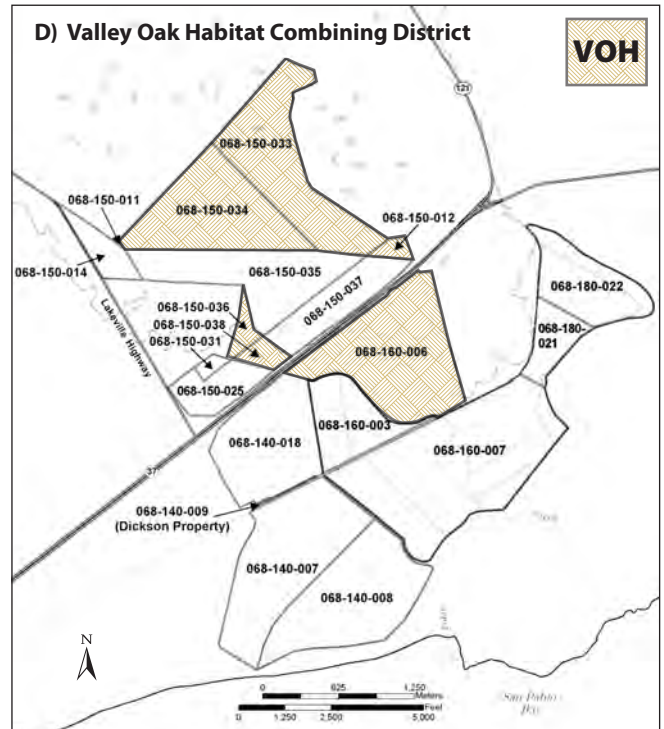 D) Valley Oak Habitat Combining District
VOH
121
068-150-033
068-150-011
068-150-034
068-150-012
068-150-014
068-150-035
068-180-022
068-150-037
068-150-036
068-150-038
068-150-031
068-180-
021
Lakeville Highway
068-160-006
068-150-025
068-160-003
068-140-018
068-160-007
37
068-140-009
(Dickson Property)
068-140-007
068-140-008
N
0 625 1,250
Meters
Feet
0 1,250 2,500 5,000
San Pablo
Bay